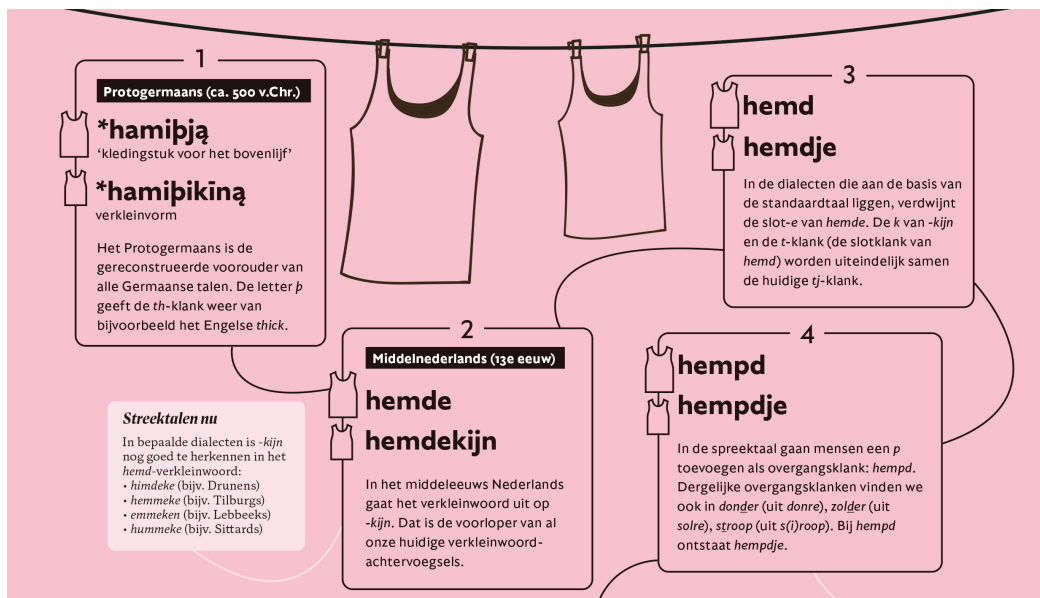 1
Protogermaans (ca. 500 v.Chr.)
*hamiþją
‘kledingstuk voor het bovenlijf’
*hamiþikīną
verkleinvorm
Het Protogermaans is de
gereconstrueerde voorouder van
alle Germaanse talen. De letter þ
geeft de th-klank weer van
bijvoorbeeld het Engelse thick.
2
Middelnederlands (13e eeuw)
hemde
hemdekijn
In het middeleeuws Nederlands
gaat het verkleinwoord uit op
-kijn. Dat is de voorloper van al
onze huidige verkleinwoord-
achtervoegsels.
Streektalen nu
In bepaalde dialecten is -kijn
nog goed te herkennen in het
hemd-verkleinwoord:
• himdeke (bijv. Drunens)
• hemmeke (bijv. Tilburgs)
• emmeken (bijv. Lebbeeks)
• hummeke (bijv. Sittards)
3
hemd
hemdje
In de dialecten die aan de basis van
de standaardtaal liggen, verdwijnt
de slot-e van hemde. De k van -kijn
en de t-klank (de slotklank van
hemd) worden uiteindelijk samen
de huidige tj-klank.
4
hempd
hempdje
In de spreektaal gaan mensen een p
toevoegen als overgangsklank: hempd.
Dergelijke overgangsklanken vinden we
ook in donder (uit donre), zolder (uit
solre), stroop (uit s(i)roop). Bij hempd
ontstaat hempdje.